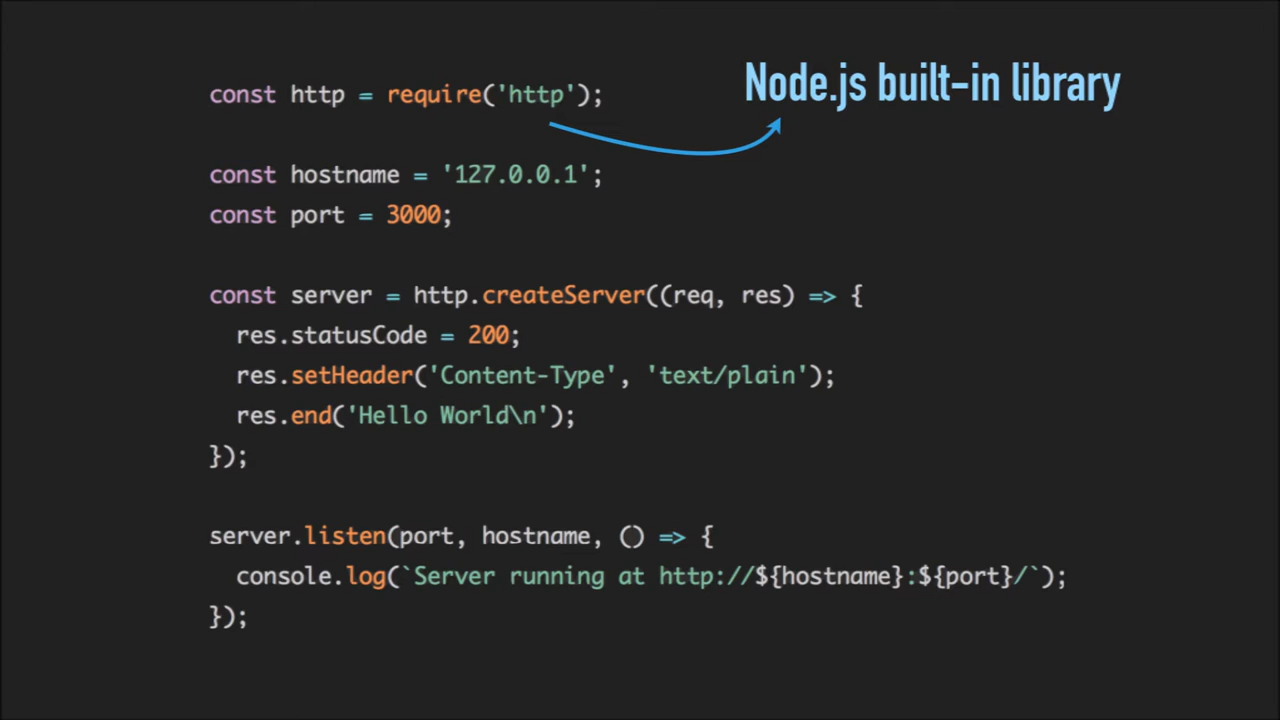 const http = require('http');
Node.js built-in library
const hostname = '127.0.0.1';
const port = 3000;
const server = http.createServer((req, res) => {
  res.statusCode = 200;
  res.setHeader('Content-Type', 'text/plain');
  res.end('Hello World\n');
});
server.listen(port, hostname, () => {
  console.log(`Server running at http://${hostname}:${port}/`);
});